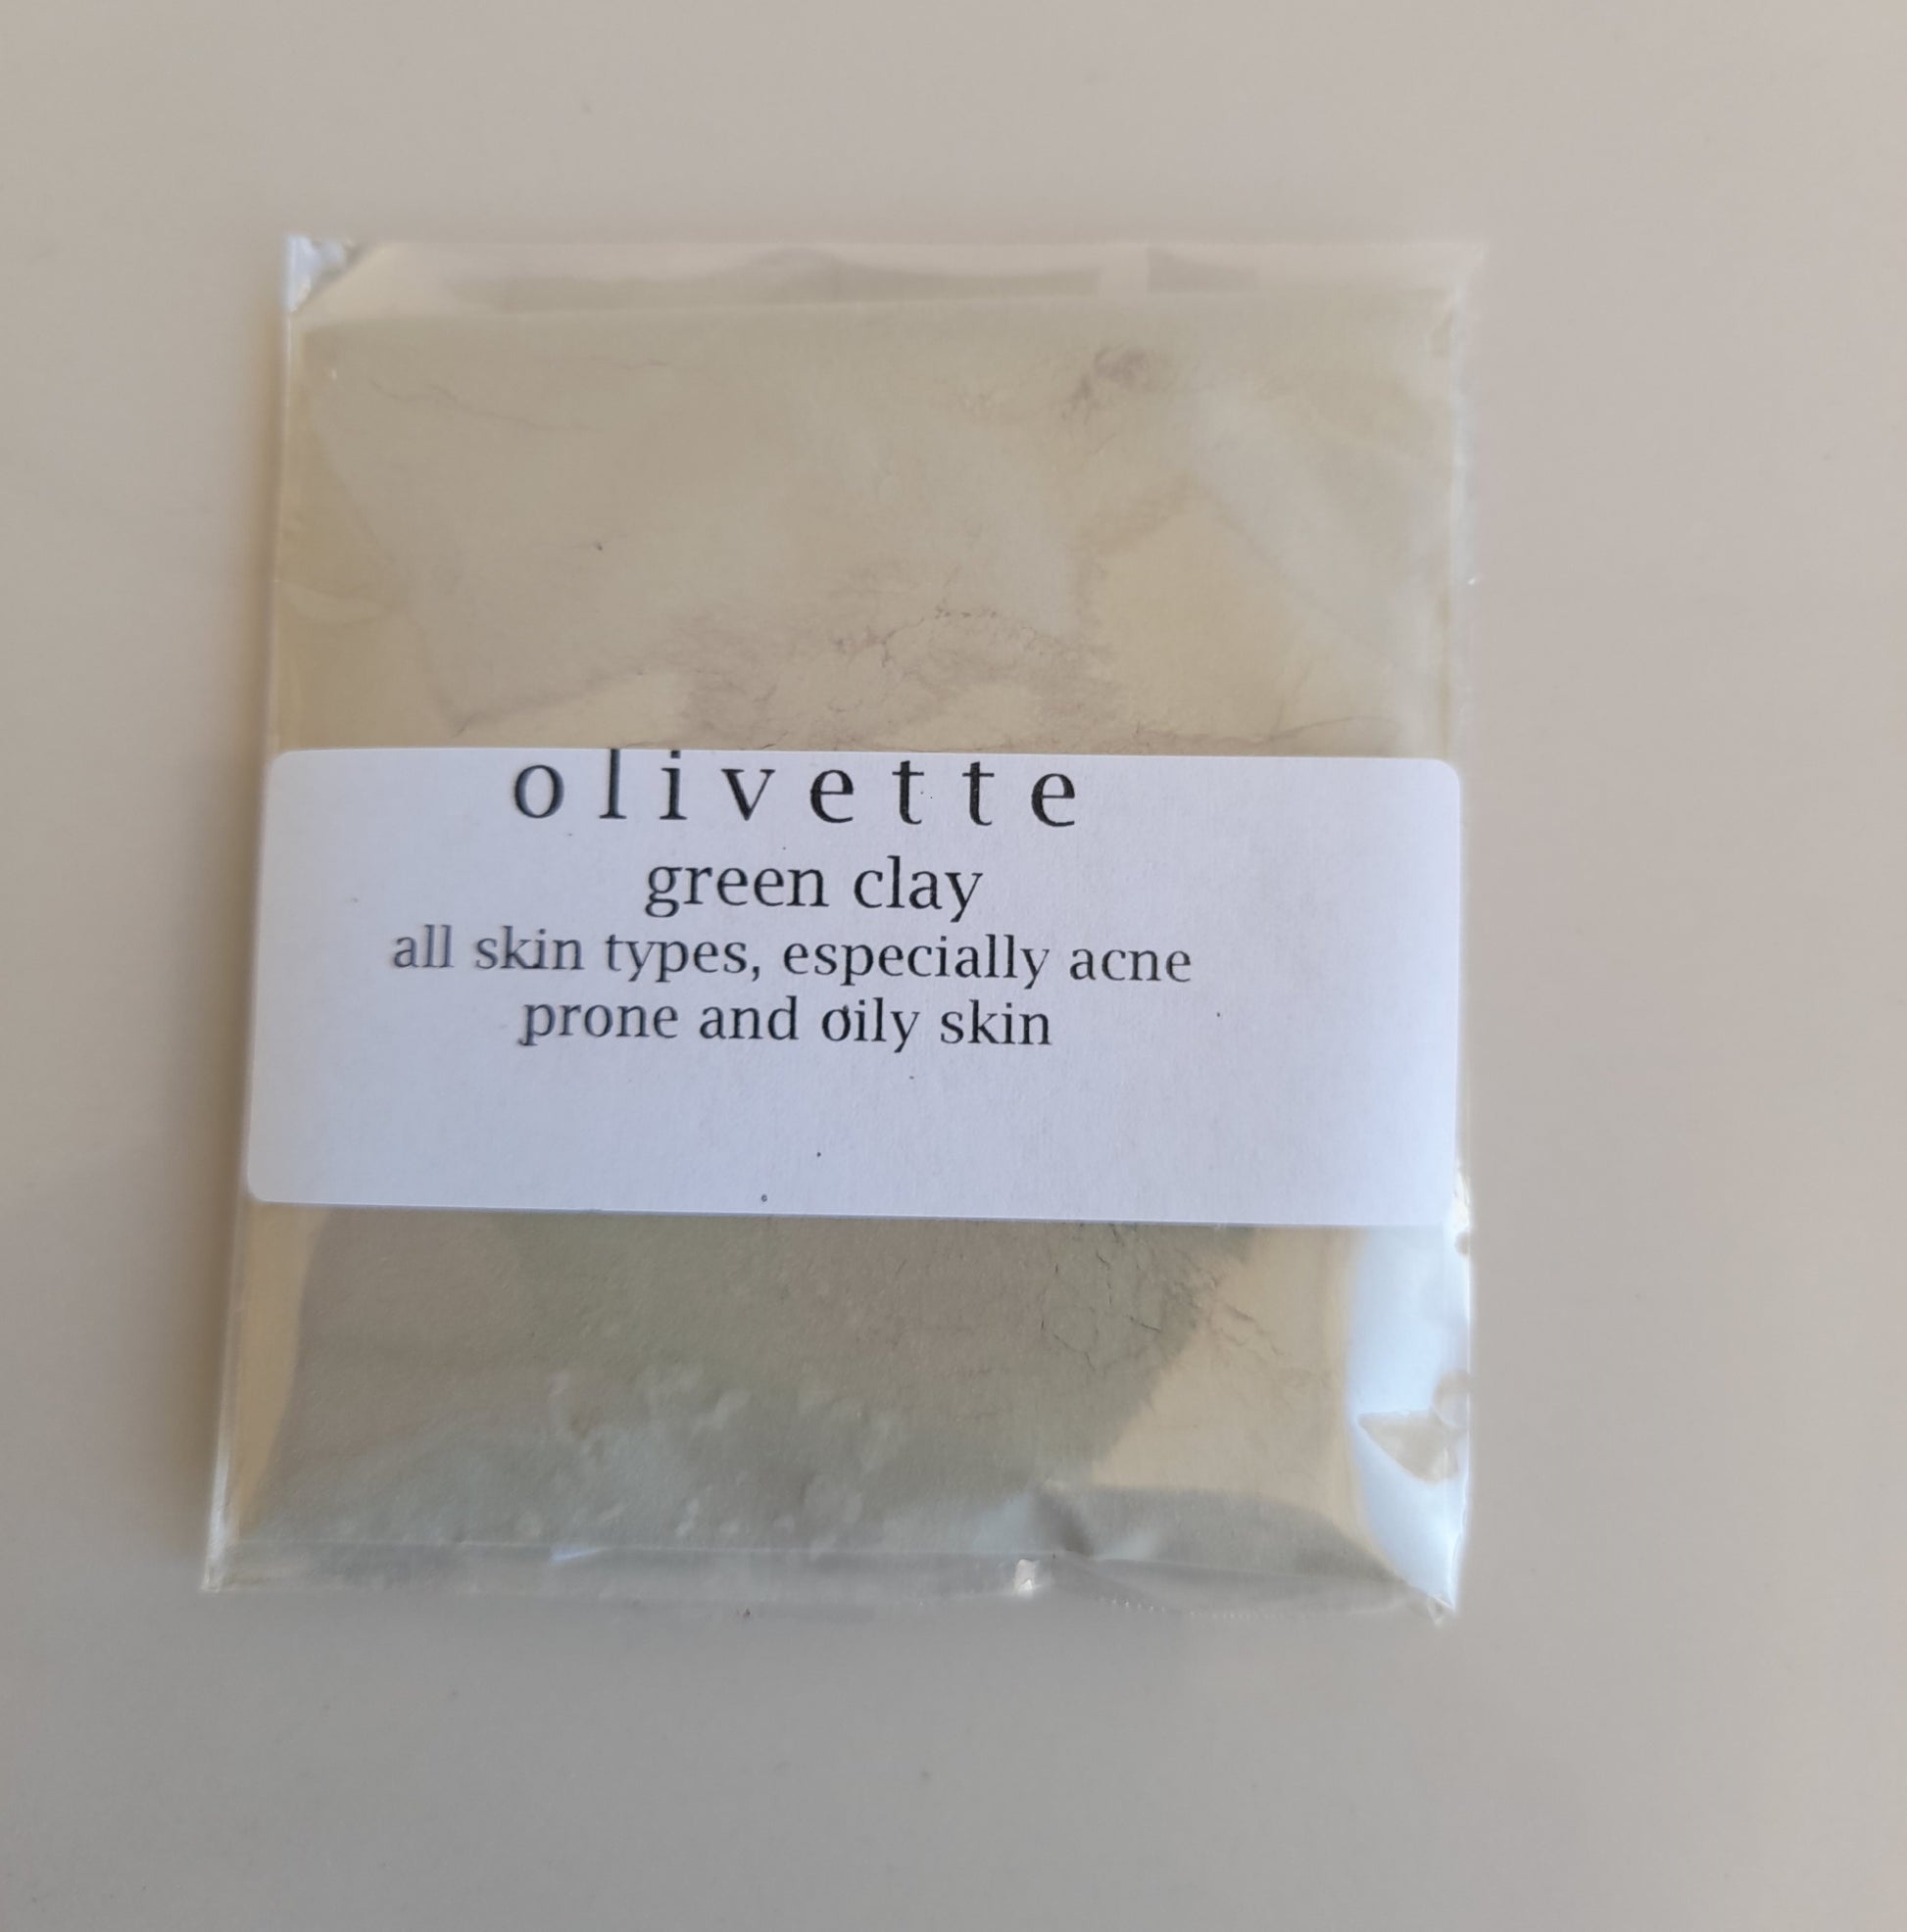 olivette
green clay
all skin types, especially acne
prone and oily skin